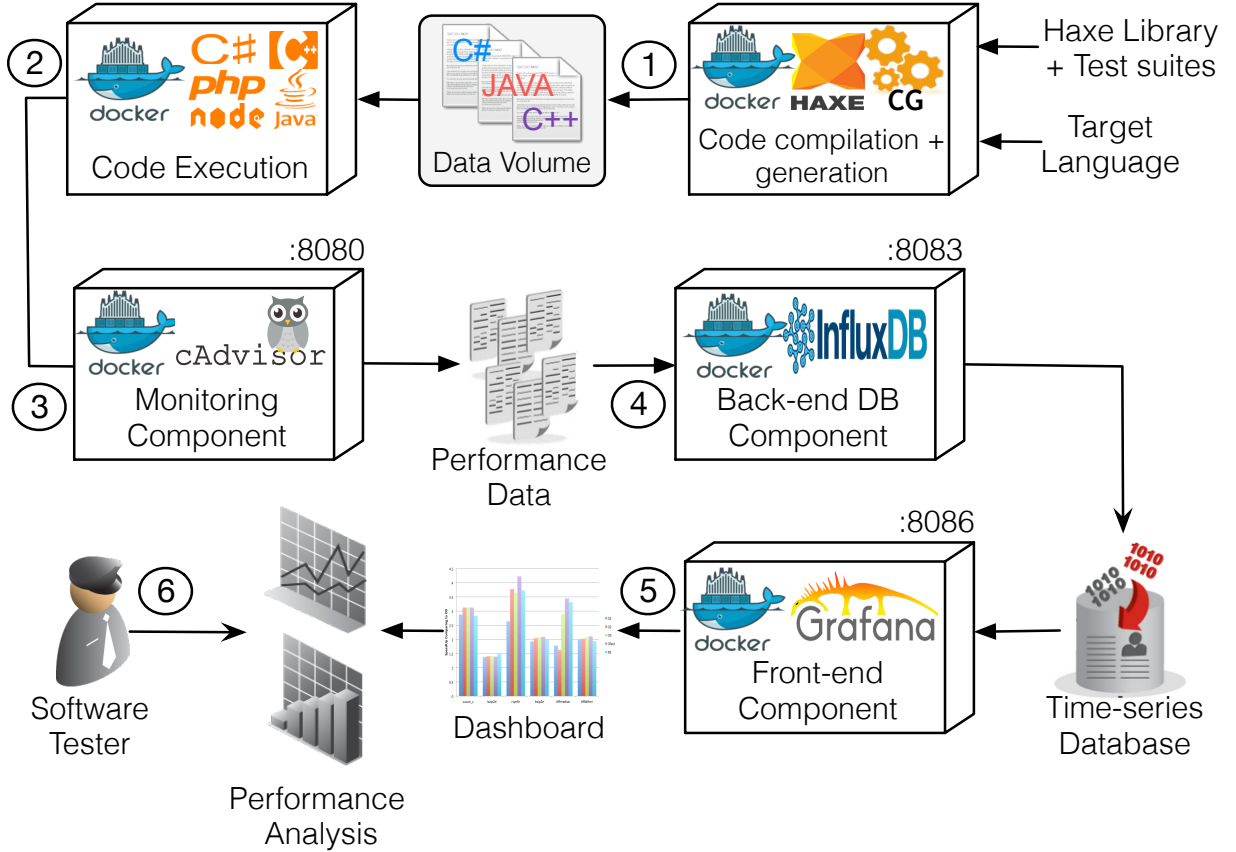 2
docker
C#
C++
php
node
Java
Code Execution
C#
JAVA
C++
Data Volume
1
docker
HAXE
CG
Code compilation +
generation
Haxe Library
+ Test suites
Target
Language
:8080
docker
cAdvisor
3
Monitoring
Component
Performance
Data
:8083
docker
InfluxDB
4
Back-end DB
Component
:8086
docker
Grafana
5
Front-end
Component
1010
1010
1010
1010
Time-series
Database
Dashboard
6
Software
Tester
Performance
Analysis